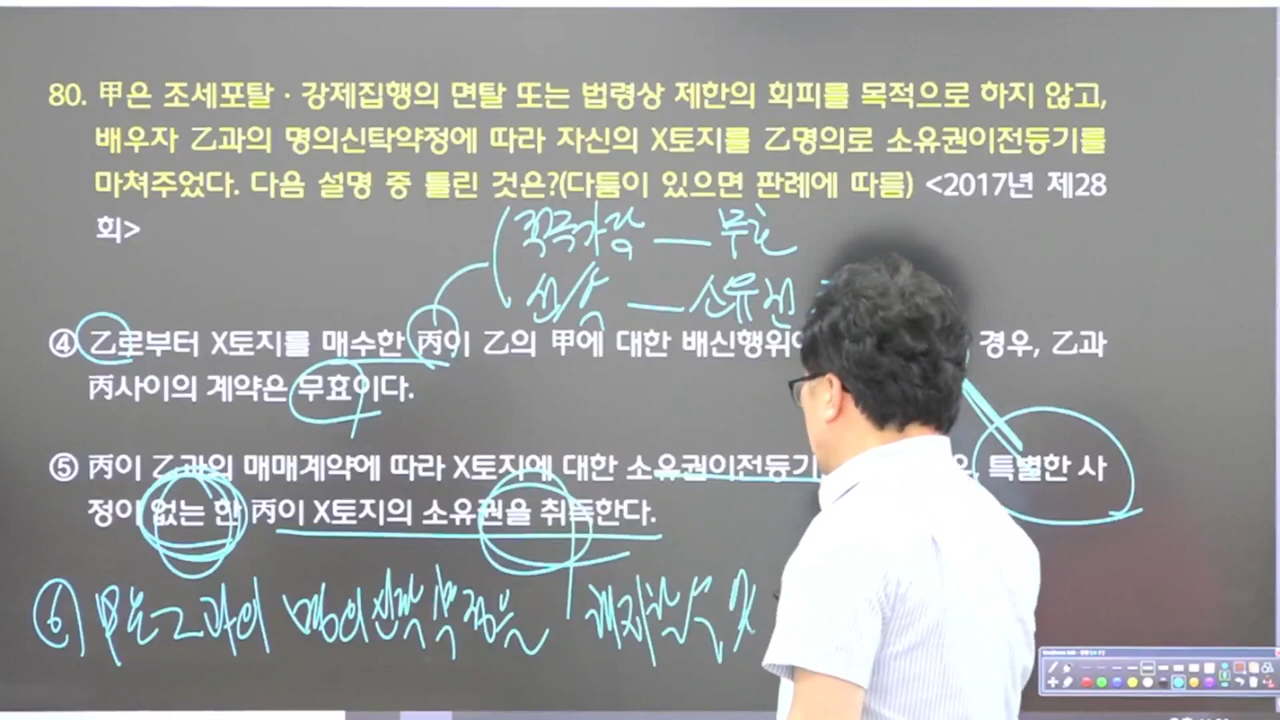 80. 甲은 조세포탈 · 강제집행의 면탈 또는 법령상 제한의 회피를 목적으로 하지 않고,
배우자 乙과의 명의신탁약정에 따라 자신의 X토지를 乙명의로 소유권이전등기를
마쳐주었다. 다음 설명 중 틀린 것은?(다툼이 있으면 판례에 따름) <2017년 제28
회>
적극가담 — 무효
선/악 — 소유권
④ 乙로부터 X토지를 매수한 丙이 乙의 甲에 대한 배신행위에 경우, 乙과
丙사이의 계약은 무효이다.
⑤ 丙이 乙과의 매매계약에 따라 X토지에 대한 소유권이전등기 특별한 사
정이 없는 한 丙이 X토지의 소유권을 취득한다.
⑥ 甲은 乙과의 명의신탁약정을 해지할 수